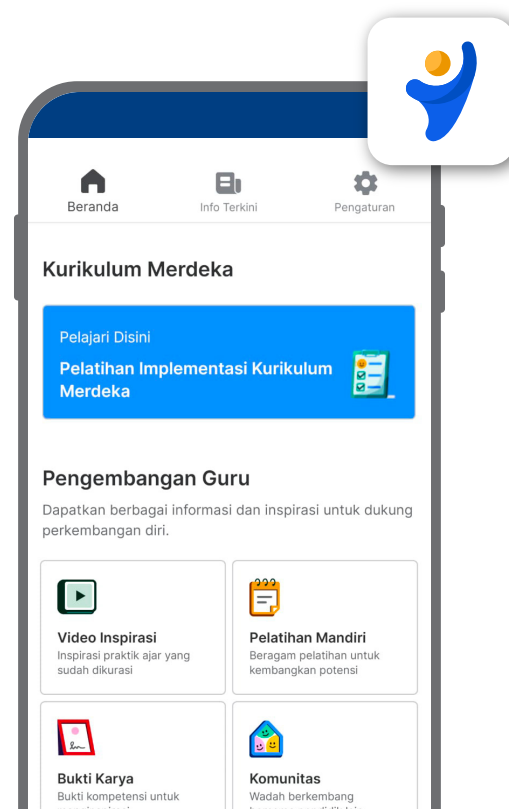 Beranda
Info Terkini
Pengaturan
Kurikulum Merdeka
Pelajari Disini
Pelatihan Implementasi Kurikulum
Merdeka
Pengembangan Guru
Dapatkan berbagai informasi dan inspirasi untuk dukung
perkembangan diri.
Video Inspirasi
Inspirasi praktik ajar yang
sudah dikurasi
Pelatihan Mandiri
Beragam pelatihan untuk
kembangkan potensi
Bukti Karya
Bukti kompetensi untuk
Komunitas
Wadah berkembang